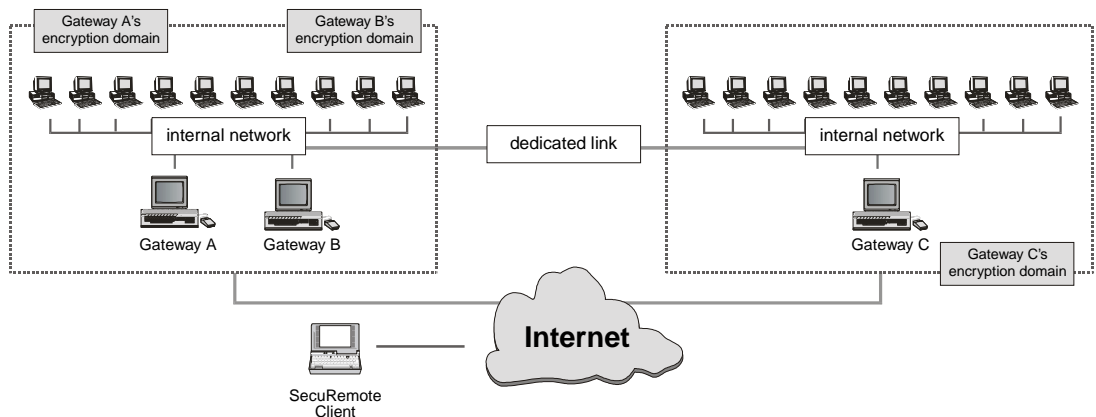 Gateway A's
encryption domain
Gateway B's
encryption domain
internal network
dedicated link
internal network
Gateway A
Gateway B
Gateway C
Gateway C's
encryption domain
Internet
SecuRemote
Client